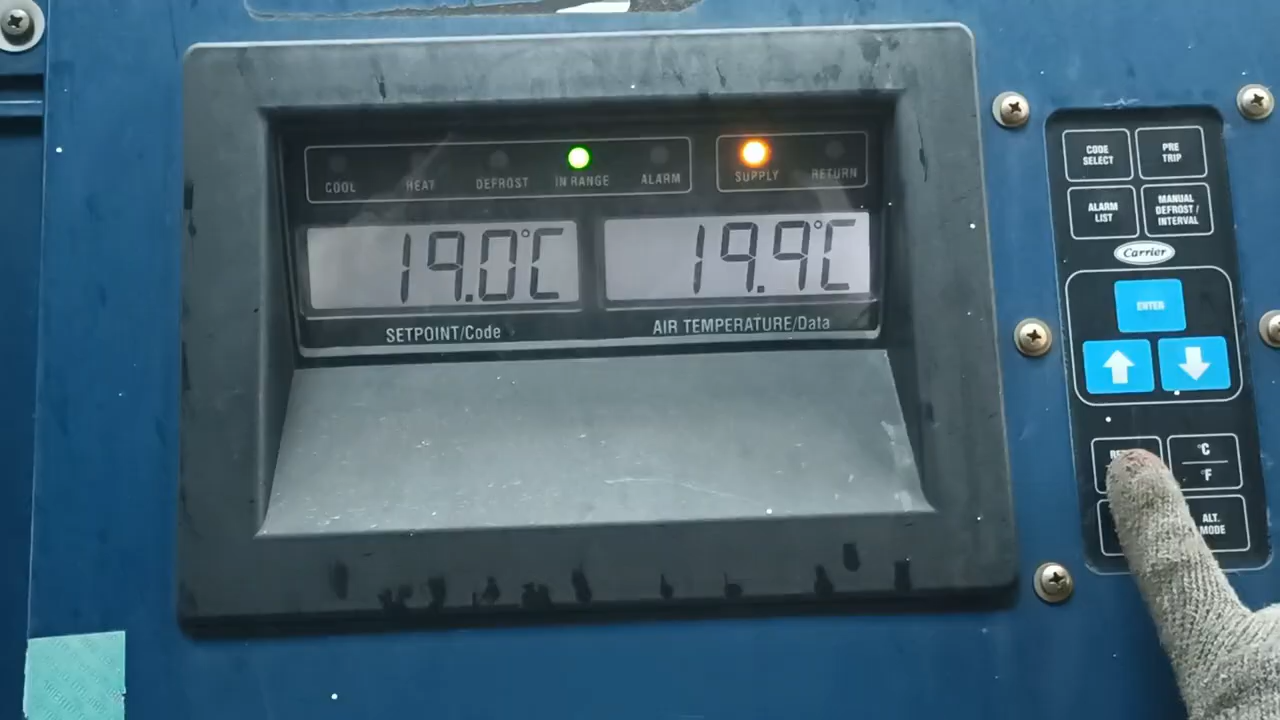 COOL HEAT DEFROST IN RANGE ALARM SUPPLY RETURN
19.0°C 19.9°C
SETPOINT/Code AIR TEMPERATURE/Data
CODE
SELECT
PRE
TRIP
ALARM
LIST
MANUAL
DEFROST /
INTERVAL
Carrier
ENTER
°C
°F
ALT.
MODE